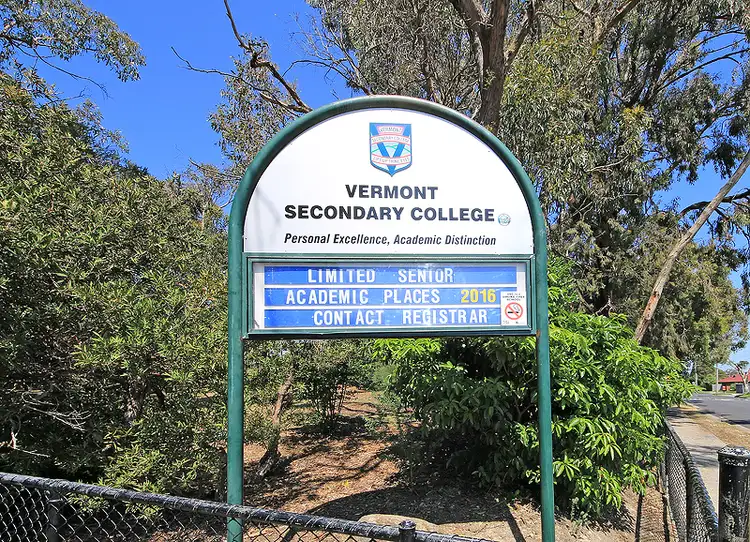 VERMONT
SECONDARY COLLEGE
Personal Excellence, Academic Distinction
LIMITED SENIOR
ACADEMIC PLACES 2016
CONTACT REGISTRAR